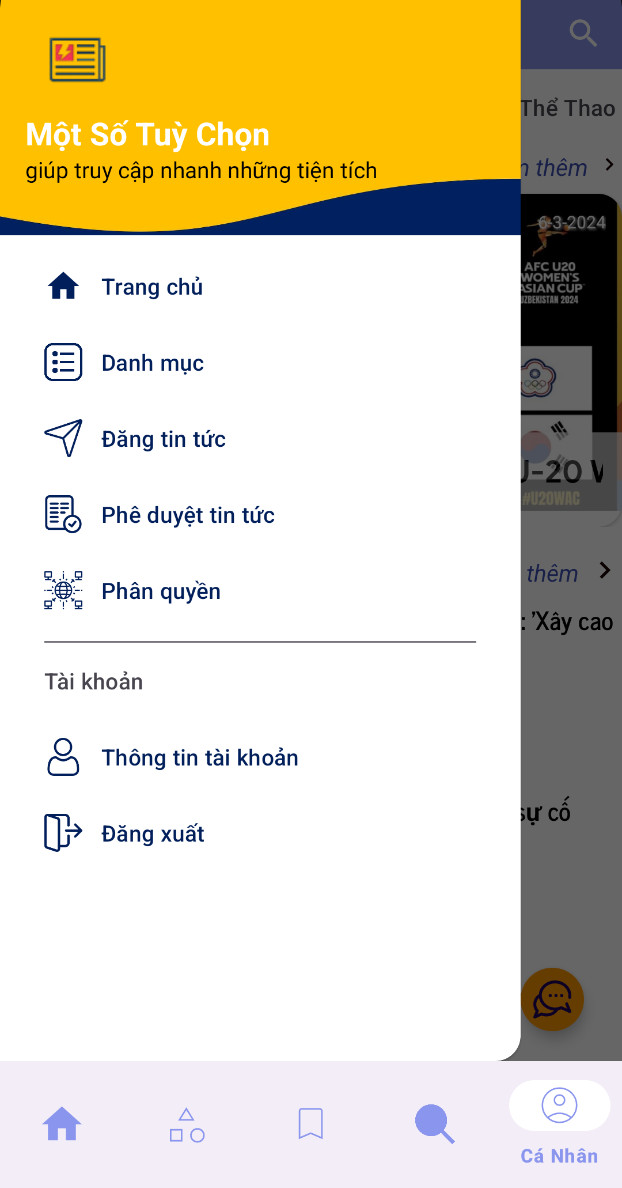 Một Số Tuỳ Chọn
giúp truy cập nhanh những tiện tích
Trang chủ
Danh mục
Đăng tin tức
Phê duyệt tin tức
Phân quyền
Tài khoản
Thông tin tài khoản
Đăng xuất
Thể Thao
thêm
6-3-2024
AFC U20
WOMEN'S
ASIAN CUP
UZBEKISTAN 2024
U-20
#U20WAC
thêm
: 'Xây cao
sự cố
Cá Nhân